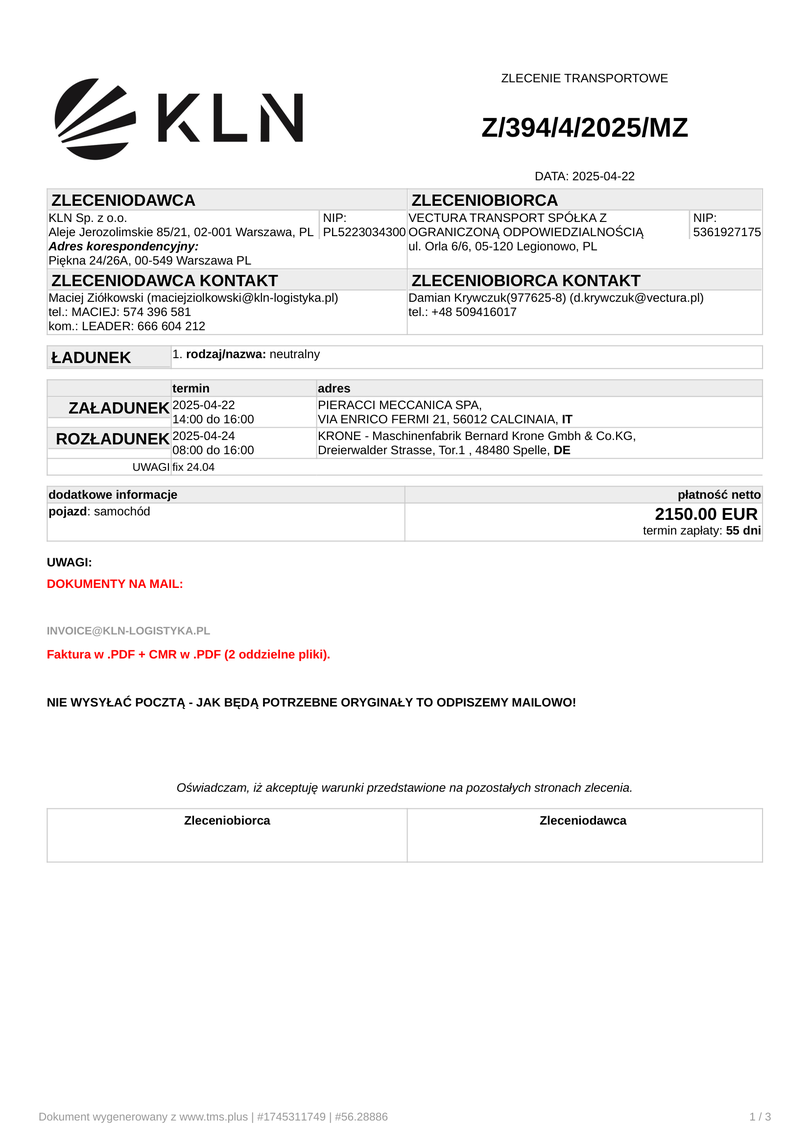 KLN
ZLECENIE TRANSPORTOWE
Z/394/4/2025/MZ
DATA: 2025-04-22
ZLECENIODAWCA
ZLECENIOBIORCA
KLN Sp. z o.o.
Aleje Jerozolimskie 85/21, 02-001 Warszawa, PL
Adres korespondencyjny:
Piękna 24/26A, 00-549 Warszawa PL
NIP:
PL5223034300
VECTURA TRANSPORT SPÓŁKA Z
OGRANICZONĄ ODPOWIEDZIALNOŚCIĄ
ul. Orla 6/6, 05-120 Legionowo, PL
NIP:
5361927175
ZLECENIODAWCA KONTAKT
ZLECENIOBIORCA KONTAKT
Maciej Ziółkowski (maciejziolkowski@kln-logistyka.pl)
tel.: MACIEJ: 574 396 581
kom.: LEADER: 666 604 212
Damian Krywczuk(977625-8) (d.krywczuk@vectura.pl)
tel.: +48 509416017
ŁADUNEK
1. rodzaj/nazwa: neutralny
termin
adres
ZAŁADUNEK
2025-04-22
14:00 do 16:00
PIERACCI MECCANICA SPA,
VIA ENRICO FERMI 21, 56012 CALCINAIA, IT
ROZŁADUNEK
2025-04-24
08:00 do 16:00
KRONE - Maschinenfabrik Bernard Krone Gmbh & Co.KG,
Dreierwalder Strasse, Tor.1 , 48480 Spelle, DE
UWAGI
fix 24.04
dodatkowe informacje
płatność netto
pojazd: samochód
2150.00 EUR
termin zapłaty: 55 dni
UWAGI:
DOKUMENTY NA MAIL:
INVOICE@KLN-LOGISTYKA.PL
Faktura w .PDF + CMR w .PDF (2 oddzielne pliki).
NIE WYSYŁAĆ POCZTĄ - JAK BĘDĄ POTRZEBNE ORYGINAŁY TO ODPISZEMY MAILOWO!
Oświadczam, iż akceptuję warunki przedstawione na pozostałych stronach zlecenia.
Zleceniobiorca
Zleceniodawca
Dokument wygenerowany z www.tms.plus | #1745311749 | #56.28886
1 / 3